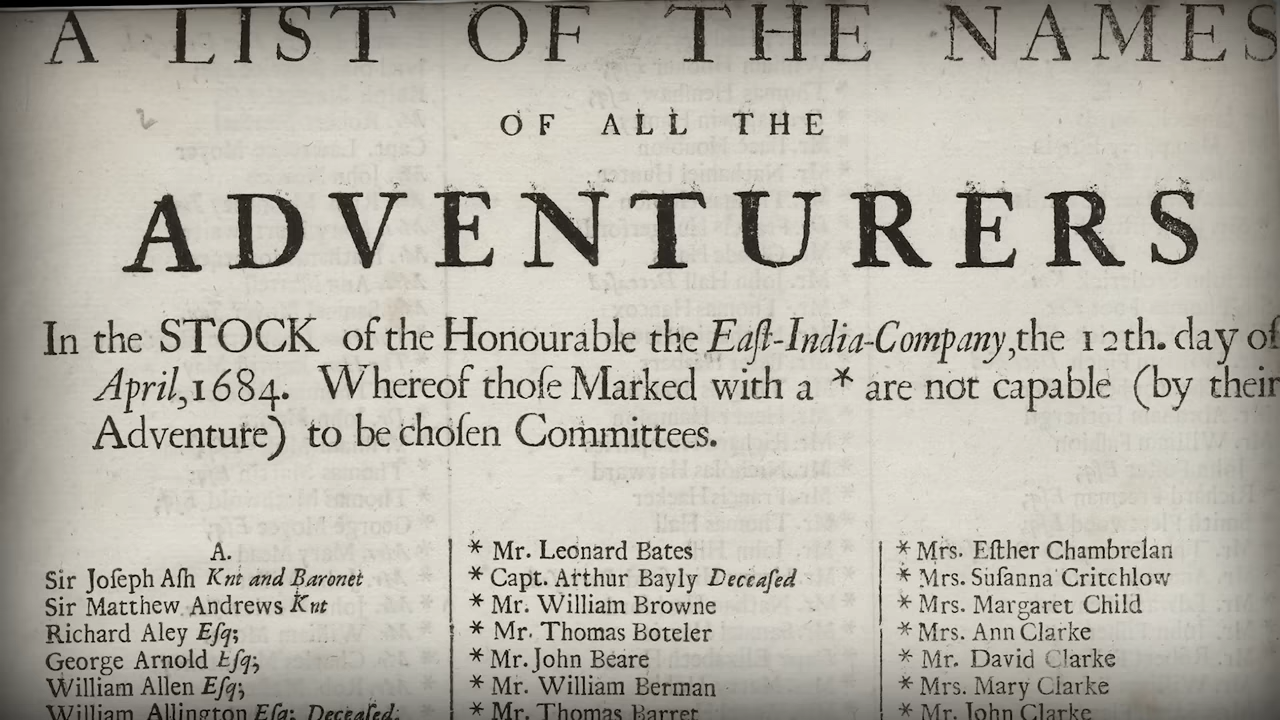 A LIST OF THE NAMES
OF ALL THE
ADVENTURERS
In the STOCK of the Honourable the Eaſt-India-Company, the 12th. day of
April, 1684. Whereof thoſe Marked with a * are not capable (by their
Adventure) to be choſen Committees.
A.
Sir Joſeph Aſh Knt and Baronet
Sir Matthew Andrews Knt
Richard Aley Eſq;
George Arnold Eſq;
William Allen Eſq;
William Allington Eſq; Deceaſed.
* Mr. Leonard Bates
* Capt. Arthur Bayly Deceaſed
* Mr. William Browne
* Mr. Thomas Boteler
* Mr. John Beare
* Mr. William Berman
* Mr. Thomas Barret
* Mrs. Eſther Chambrelan
* Mrs. Suſanna Critchlow
* Mrs. Margaret Child
* Mrs. Ann Clarke
* Mr. David Clarke
* Mrs. Mary Clarke
* Mr. John Clarke